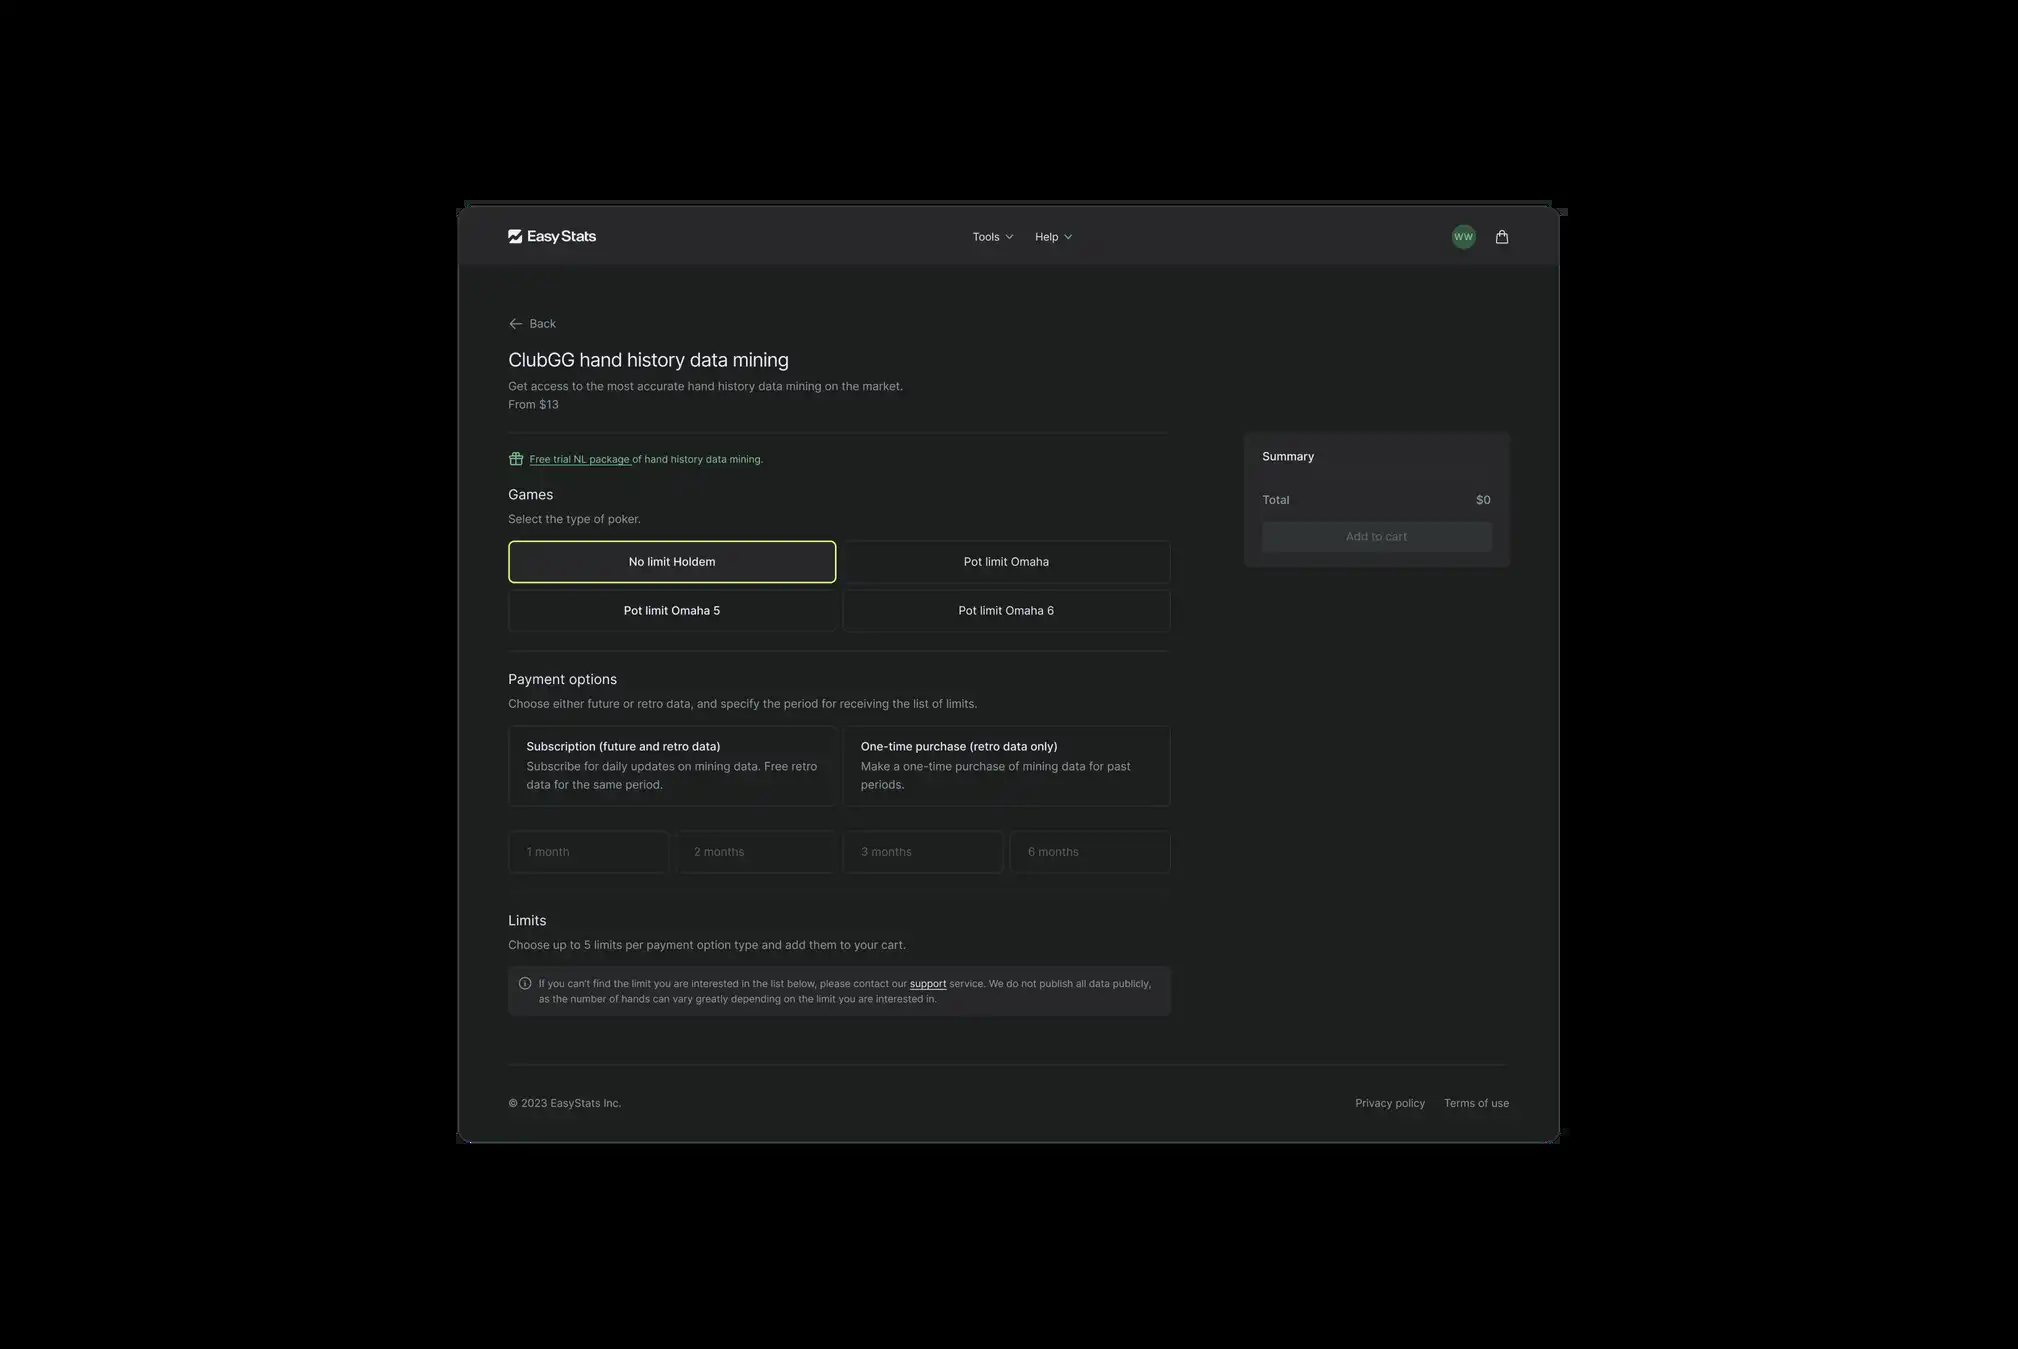 EasyStats
Tools
Help
WW
Back
ClubGG hand history data mining
Get access to the most accurate hand history data mining on the market.
From $13
Free trial NL package of hand history data mining.
Summary
Total $0
Add to cart
Games
Select the type of poker.
No limit Holdem
Pot limit Omaha
Pot limit Omaha 5
Pot limit Omaha 6
Payment options
Choose either future or retro data, and specify the period for receiving the list of limits.
Subscription (future and retro data)
Subscribe for daily updates on mining data. Free retro
data for the same period.
One-time purchase (retro data only)
Make a one-time purchase of mining data for past
periods.
1 month
2 months
3 months
6 months
Limits
Choose up to 5 limits per payment option type and add them to your cart.
If you can't find the limit you are interested in the list below, please contact our support service. We do not publish all data publicly,
as the number of hands can vary greatly depending on the limit you are interested in.
© 2023 EasyStats Inc.
Privacy policy
Terms of use